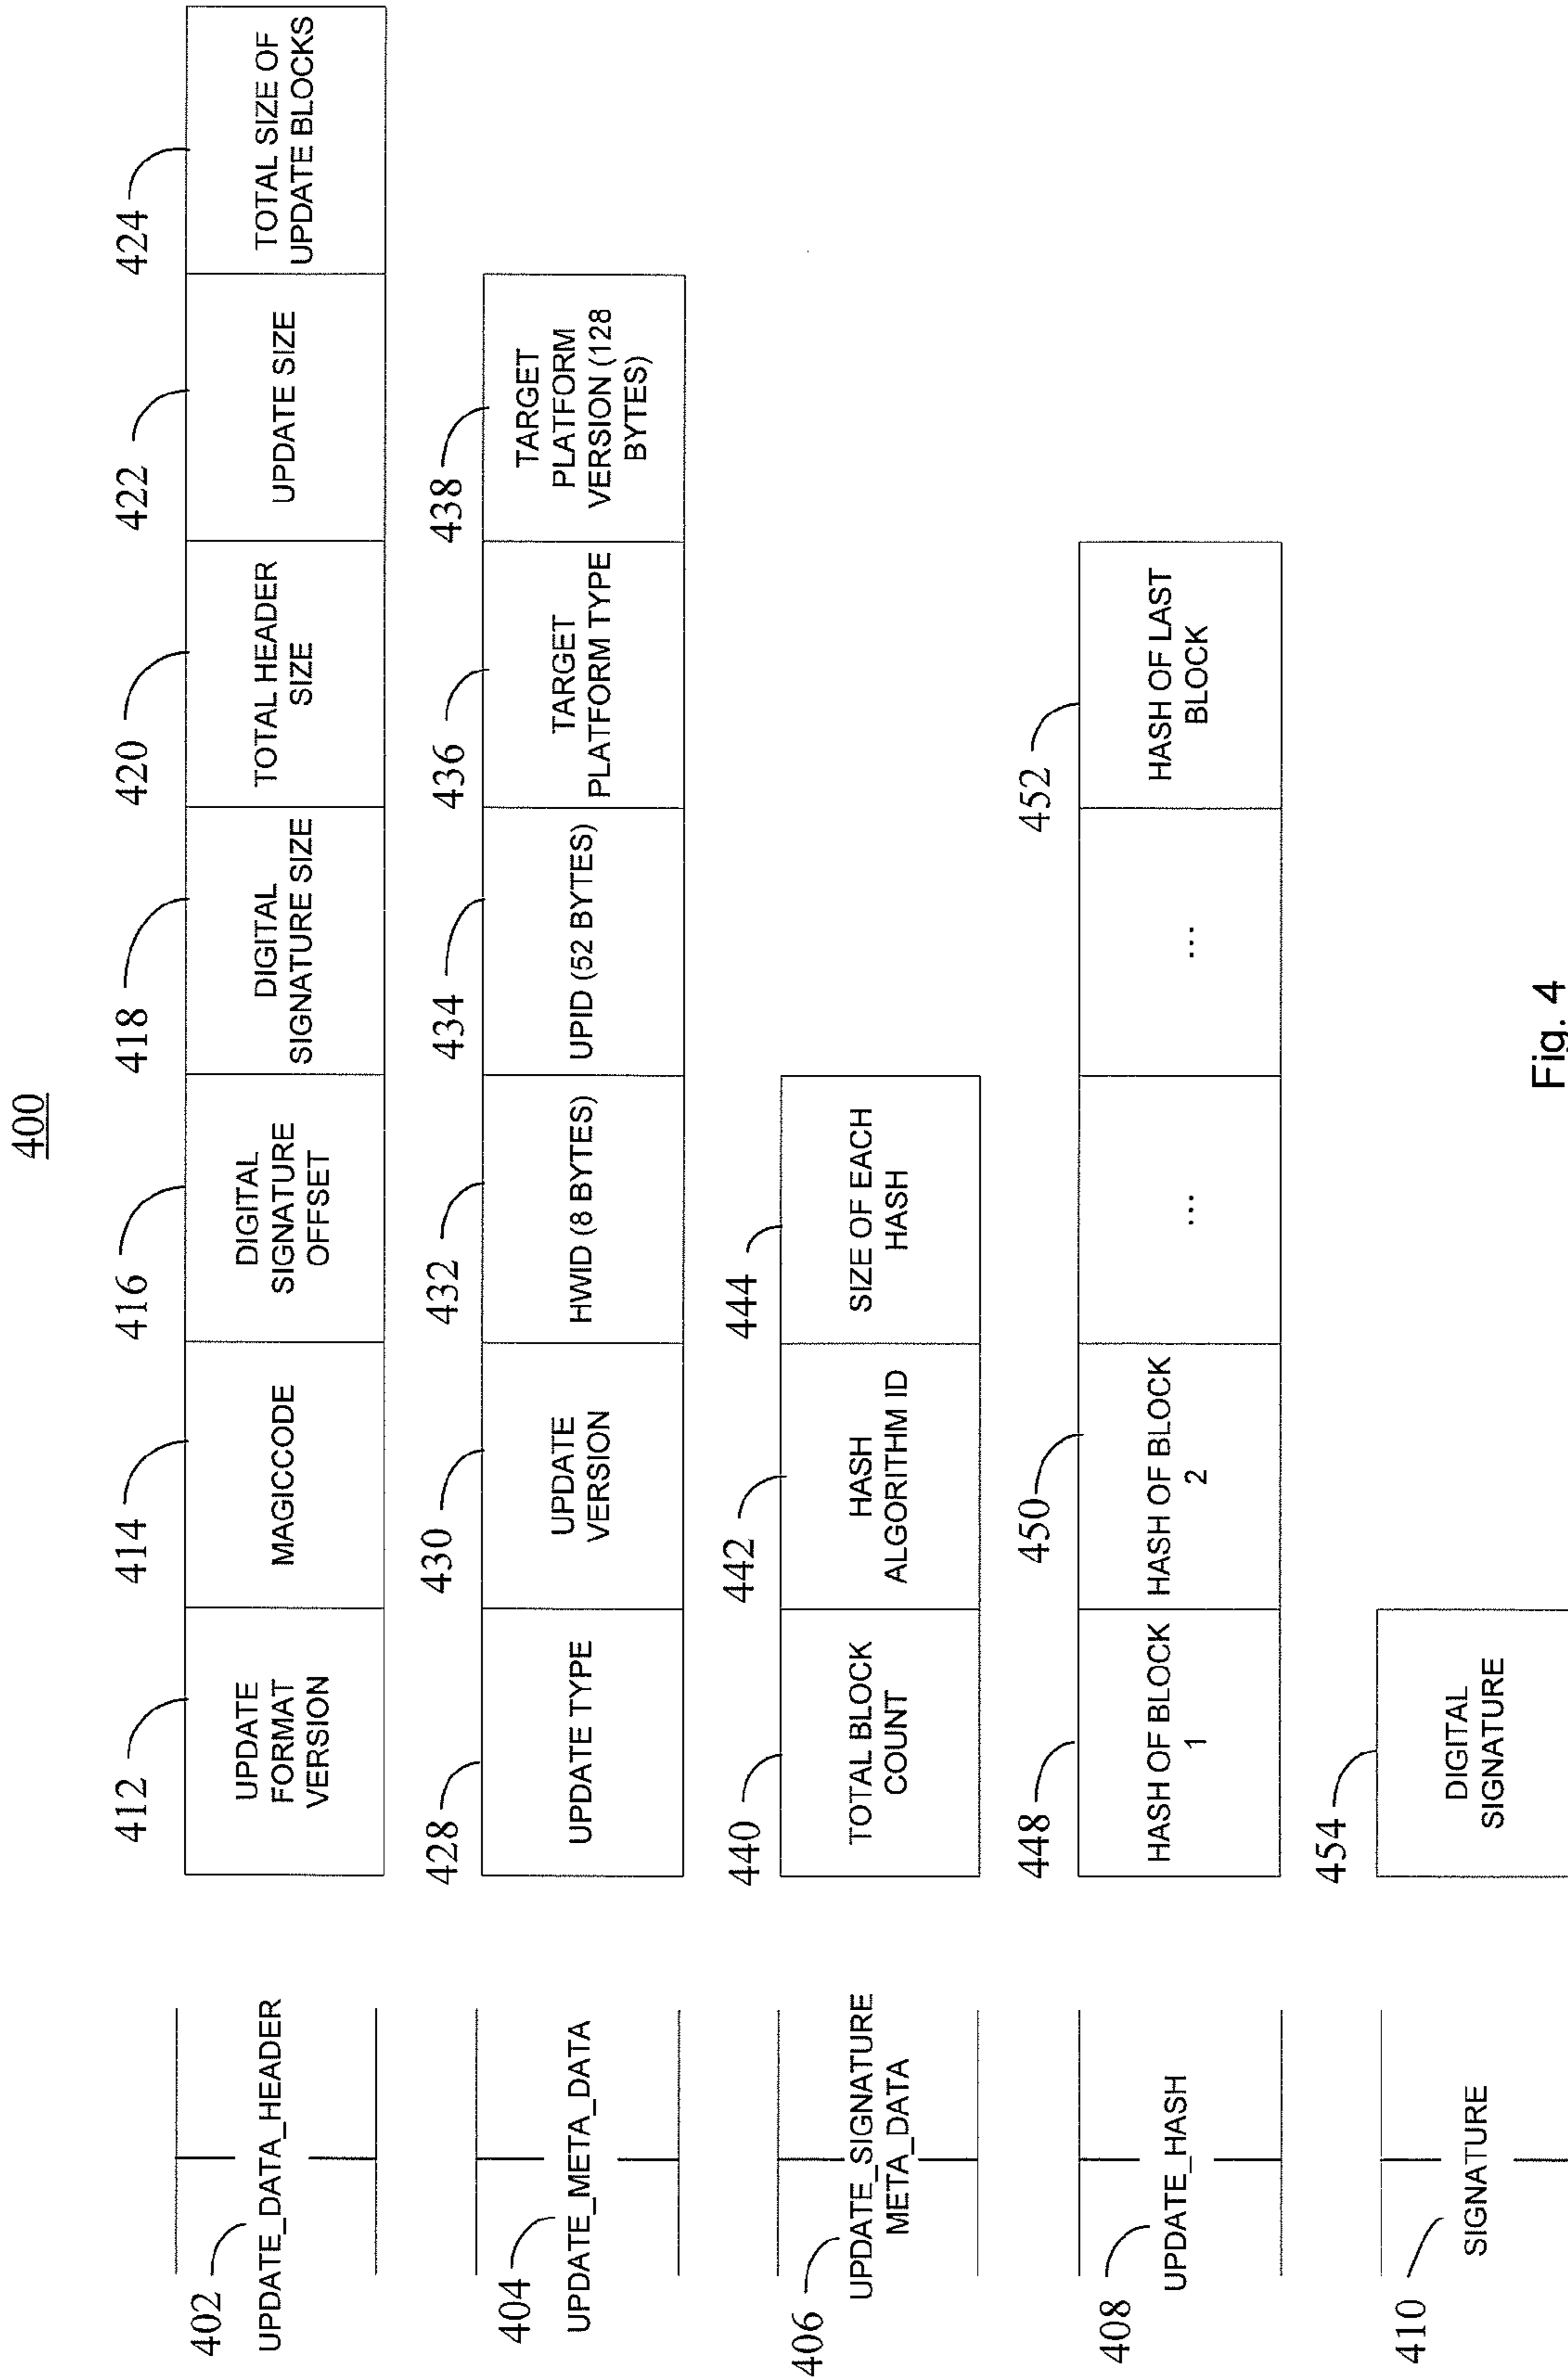 400
402
UPDATE_DATA_HEADER
412
UPDATE
FORMAT
VERSION
414
MAGICCODE
416
DIGITAL
SIGNATURE
OFFSET
418
DIGITAL
SIGNATURE SIZE
420
TOTAL HEADER
SIZE
422
UPDATE SIZE
424
TOTAL SIZE OF
UPDATE BLOCKS
404
UPDATE_META_DATA
428
UPDATE TYPE
430
UPDATE
VERSION
432
HWID (8 BYTES)
434
UPID (52 BYTES)
436
TARGET
PLATFORM TYPE
438
TARGET
PLATFORM
VERSION (128
BYTES)
406
UPDATE_SIGNATURE
META_DATA
440
TOTAL BLOCK
COUNT
442
HASH
ALGORITHM ID
444
SIZE OF EACH
HASH
408
UPDATE_HASH
448
HASH OF BLOCK
1
450
HASH OF BLOCK
2
...
...
452
HASH OF LAST
BLOCK
410
SIGNATURE
454
DIGITAL
SIGNATURE
Fig. 4